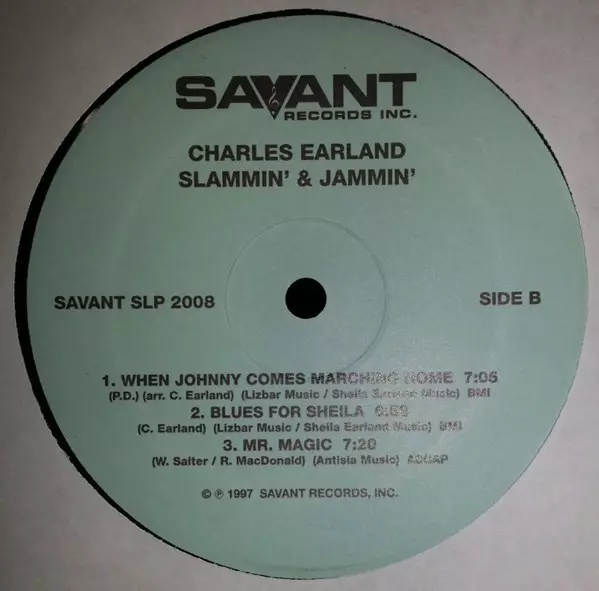 SAVANT
RECORDS INC.
CHARLES EARLAND
SLAMMIN' & JAMMIN'
SAVANT SLP 2008
SIDE B
1. WHEN JOHNNY COMES MARCHING HOME 7:05
(P.D.) (arr. C. Earland) (Lizbar Music / Sheila Earland Music) BMI
2. BLUES FOR SHEILA
(C. Earland) (Lizbar Music / Sheila Earland Music) BMI
3. MR. MAGIC 7:20
(W. Salter / R. MacDonald) (Antisia Music) ASCAP
© ℗ 1997 SAVANT RECORDS, INC.